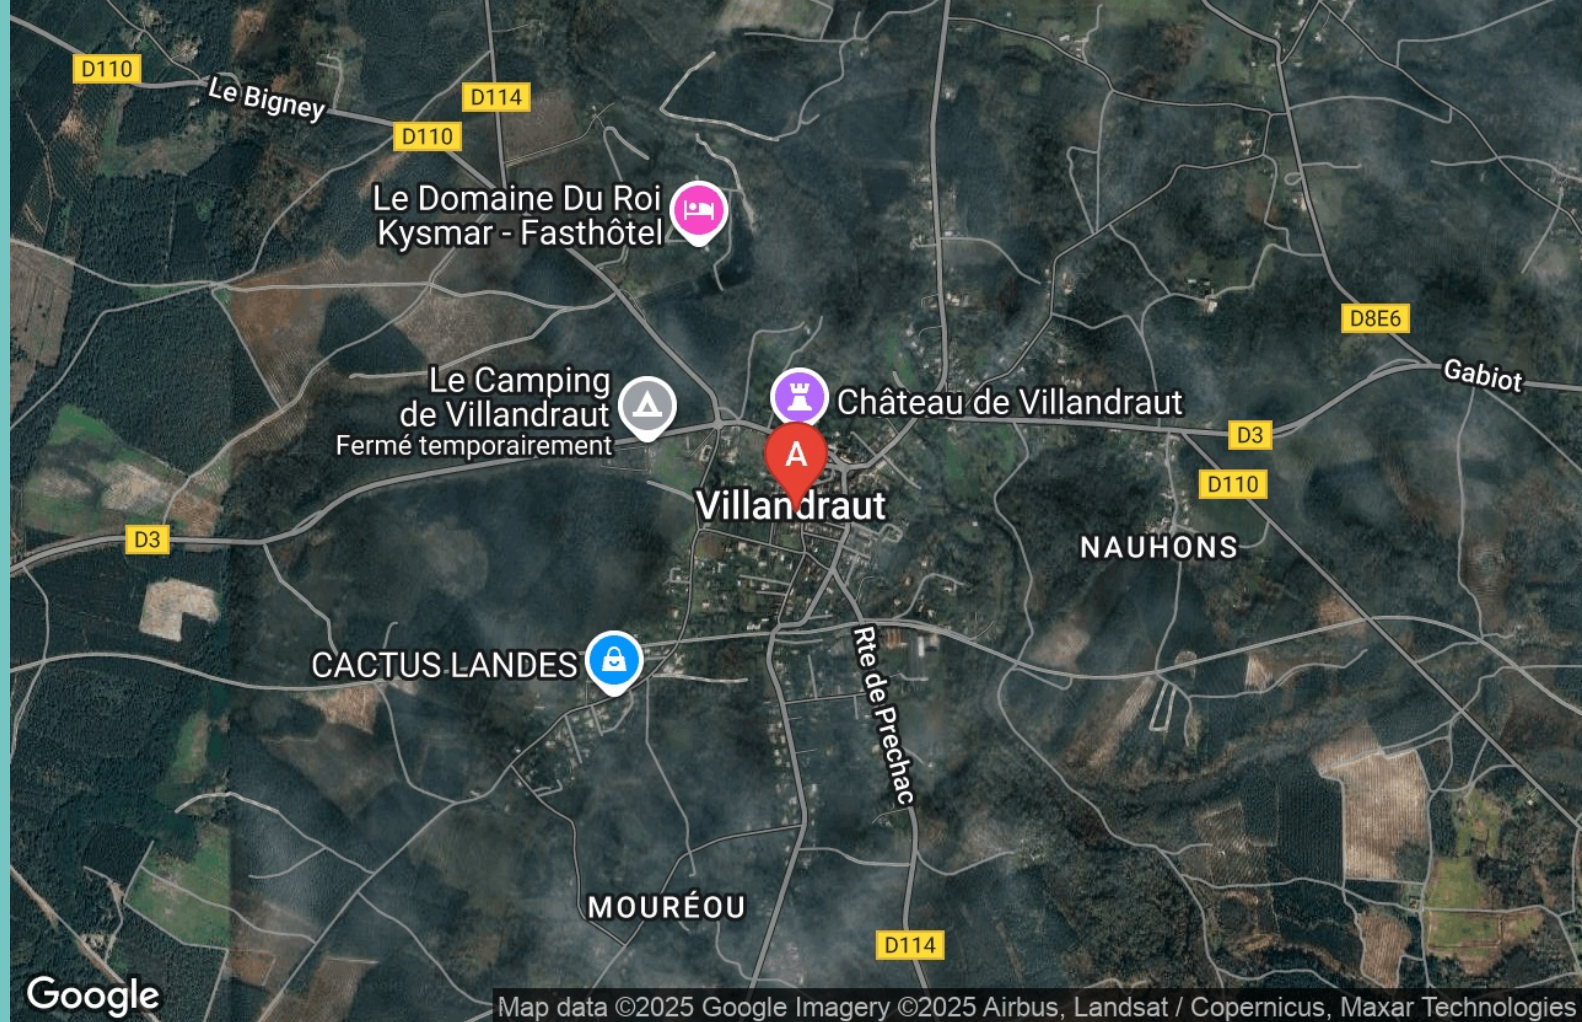 D110
Le Bigney
D114
D110
Le Domaine Du Roi
Kysmar - Fasthôtel
D8E6
Gabiot
Le Camping
de Villandraut
Fermé temporairement
Château de Villandraut
D3
A
D110
Villandraut
D3
NAUHONS
CACTUS LANDES
Rte de Prechac
MOURÉOU
D114
Google
Map data ©2025 Google Imagery ©2025 Airbus, Landsat / Copernicus, Maxar Technologies